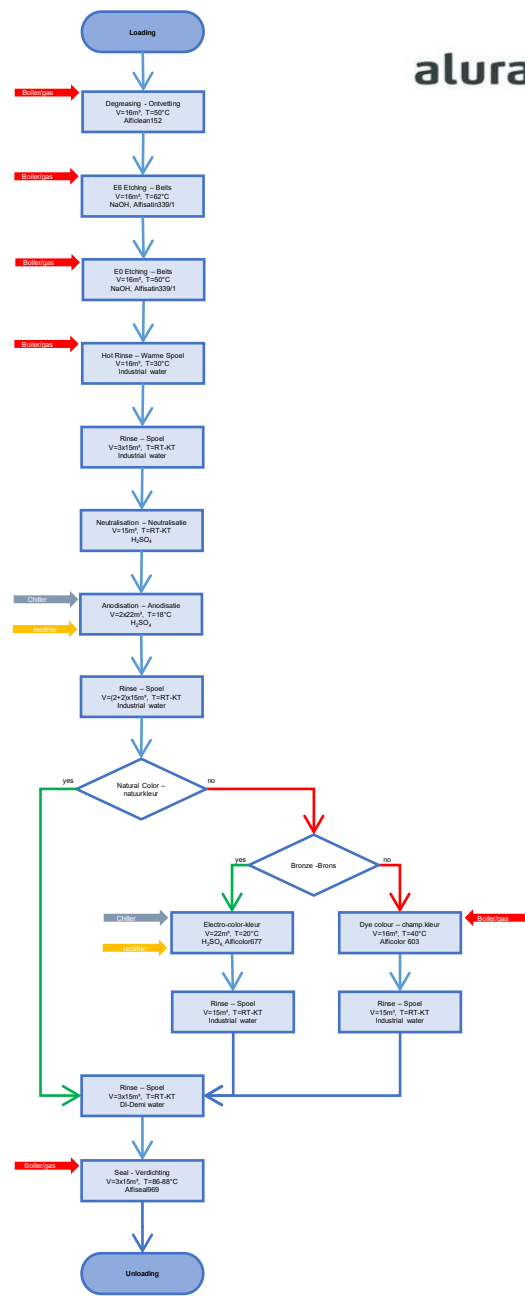 Loading
alura
Boiler/gas
Degreasing - Ontvetting
V=16m³, T=50°C
Alficlean152
Boiler/gas
E6 Etching – Beits
V=16m³, T=62°C
NaOH, Alfisatin339/1
Boiler/gas
E0 Etching – Beits
V=16m³, T=50°C
NaOH, Alfisatin339/1
Boiler/gas
Hot Rinse – Warme Spoel
V=16m³, T=30°C
Industrial water
Rinse – Spoel
V=3x15m³, T=RT-KT
Industrial water
Neutralisation – Neutralisatie
V=15m³, T=RT-KT
H₂SO₄
Chiller
rectifier
Anodisation – Anodisatie
V=2x22m³, T=18°C
H₂SO₄
Rinse – Spoel
V=(2+2)x15m³, T=RT-KT
Industrial water
yes
Natural Color –
natuurkleur
no
yes
Bronze -Brons
no
Chiller
rectifier
Electro-color-kleur
V=22m³, T=20°C
H₂SO₄ Alficolor677
Dye colour – champ.kleur
V=16m³, T=40°C
Alficolor 603
Boiler/gas
Rinse – Spoel
V=15m³, T=RT-KT
Industrial water
Rinse – Spoel
V=15m³, T=RT-KT
Industrial water
Rinse – Spoel
V=3x15m³, T=RT-KT
DI-Demi water
Boiler/gas
Seal - Verdichting
V=3x15m³, T=86-88°C
Alfiseal969
Unloading